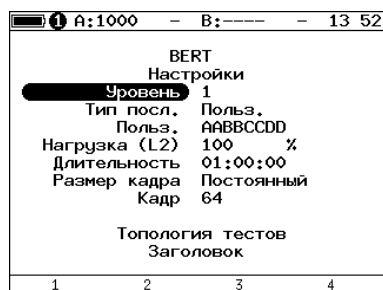 1 A:1000 – B:---- – 13 52
BERT
Настройки
Уровень 1
Тип посл. Польз.
Польз. AABBCCDD
Нагрузка (L2) 100 %
Длительность 01:00:00
Размер кадра Постоянный
Кадр 64
Топология тестов
Заголовок
1 2 3 4